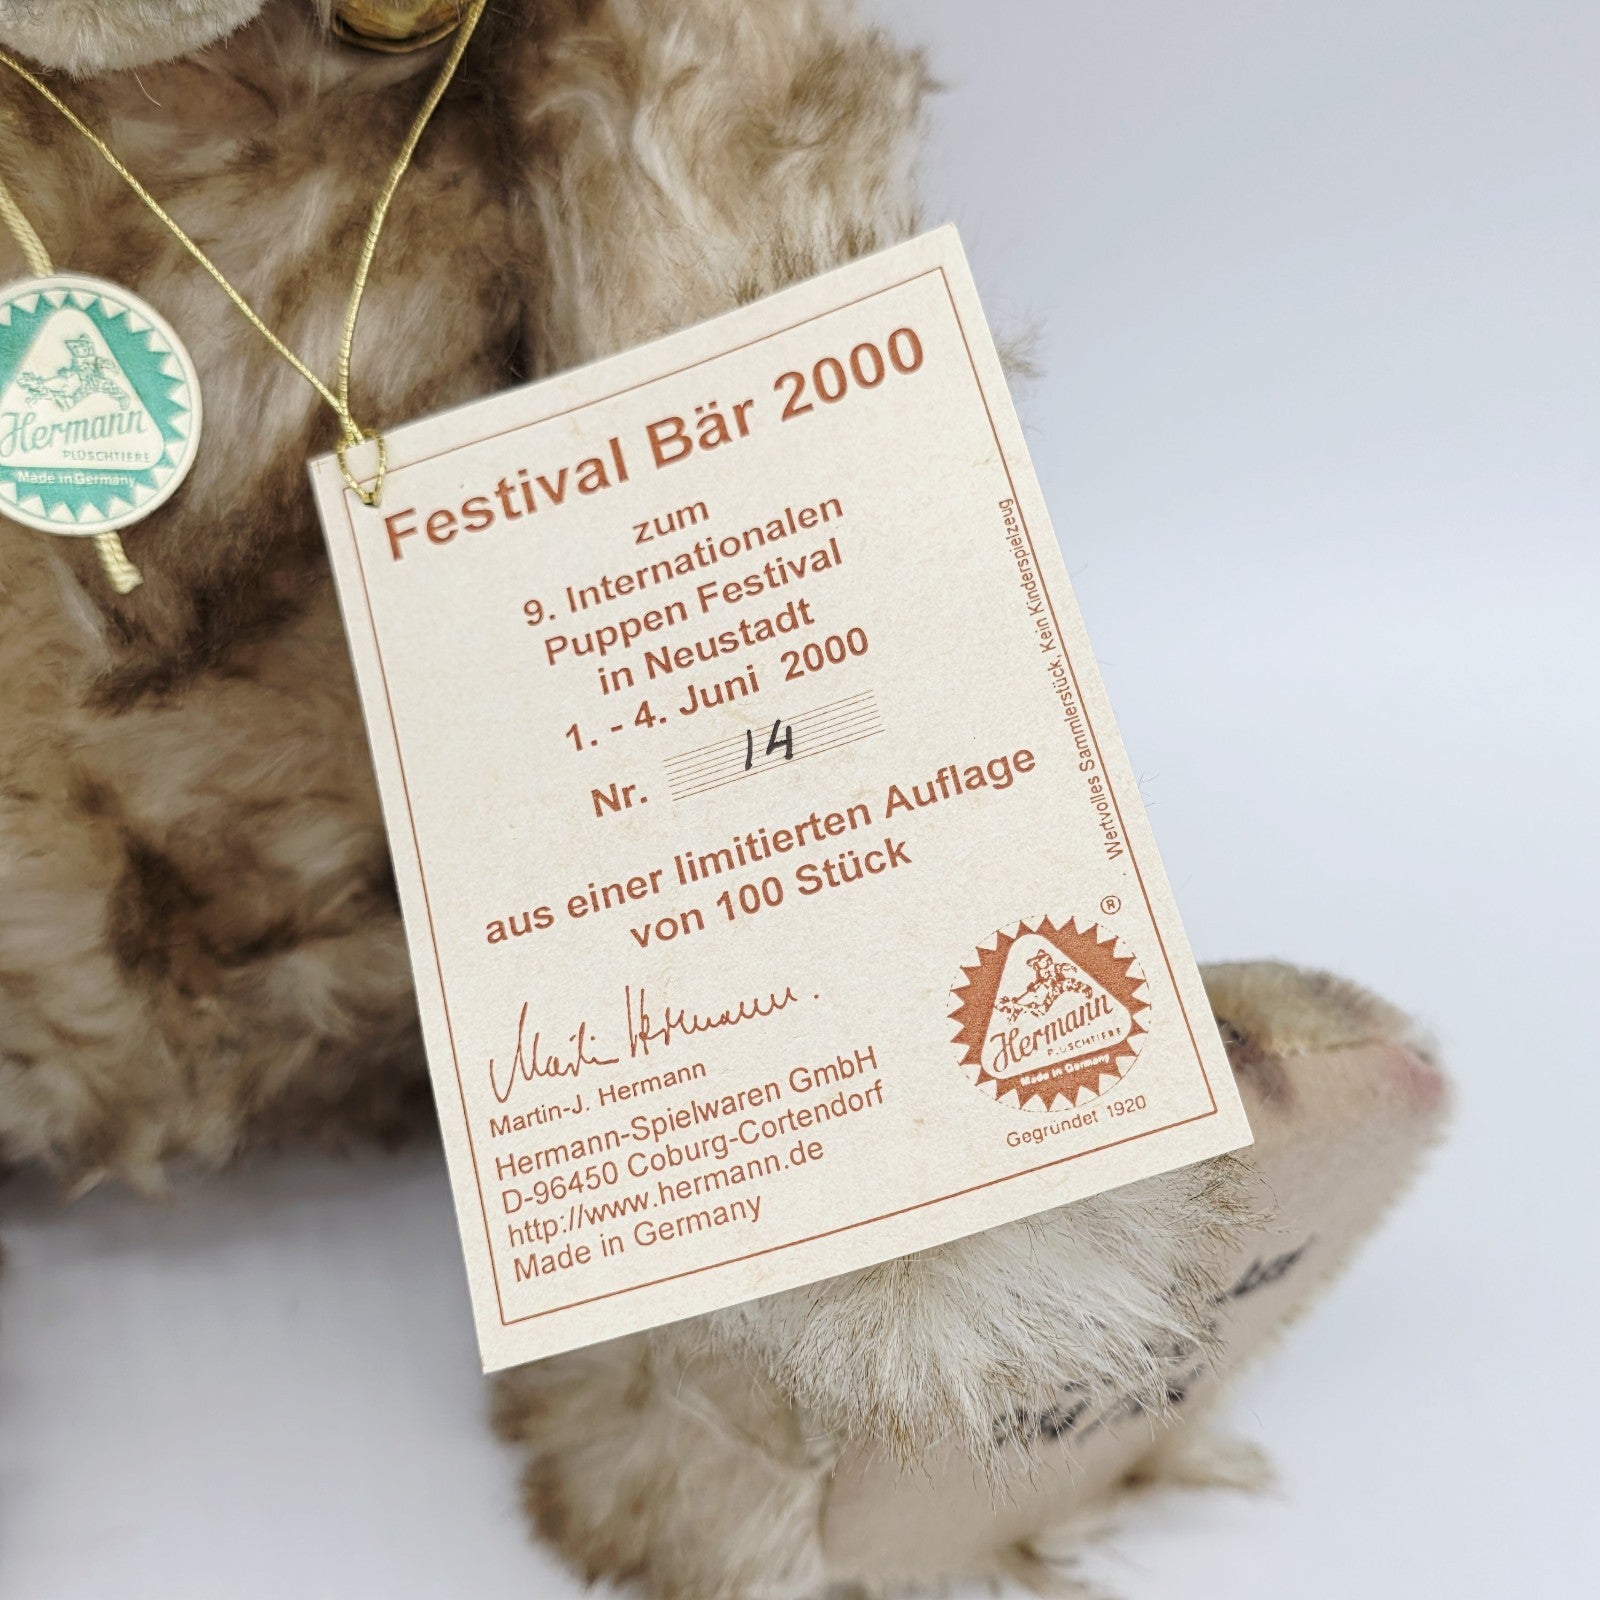 Hermann
PLÜSCHTIERE
Made in Germany
Festival Bär 2000
zum
9. Internationalen
Puppen Festival
in Neustadt
1. - 4. Juni 2000
Nr. 14
aus einer limitierten Auflage
von 100 Stück
Martin Hermann.
Martin-J. Hermann
Hermann-Spielwaren GmbH
D-96450 Coburg-Cortendorf
http://www.hermann.de
Made in Germany
Wertvolles Sammlerstück, Kein Kinderspielzeug
®
Hermann
PLÜSCHTIERE
Made in Germany
Gegründet 1920